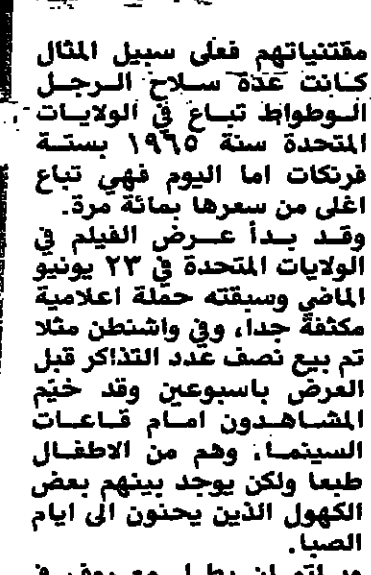 مقتنياتهم فعلى سبيل المثال
كانت عدة سلاح الرجل
الوطواط تباع في الولايات
المتحدة سنة ١٩٦٥ بستة
فرنكات اما اليوم فهي تباع
اغلى من سعرها بمائة مرة.
وقد بدأ عرض الفيلم في
الولايات المتحدة في ٢٣ يونيو
الماضي وسبقته حملة اعلامية
مكثفة جدا، وفي واشنطن مثلا
تم بيع نصف عدد التذاكر قبل
العرض باسبوعين وقد خيّم
المشاهدون امام قاعات
السينما، وهم من الاطفال
طبعا ولكن يوجد بينهم بعض
الكهول الذين يحنون الى ايام
الصبا.